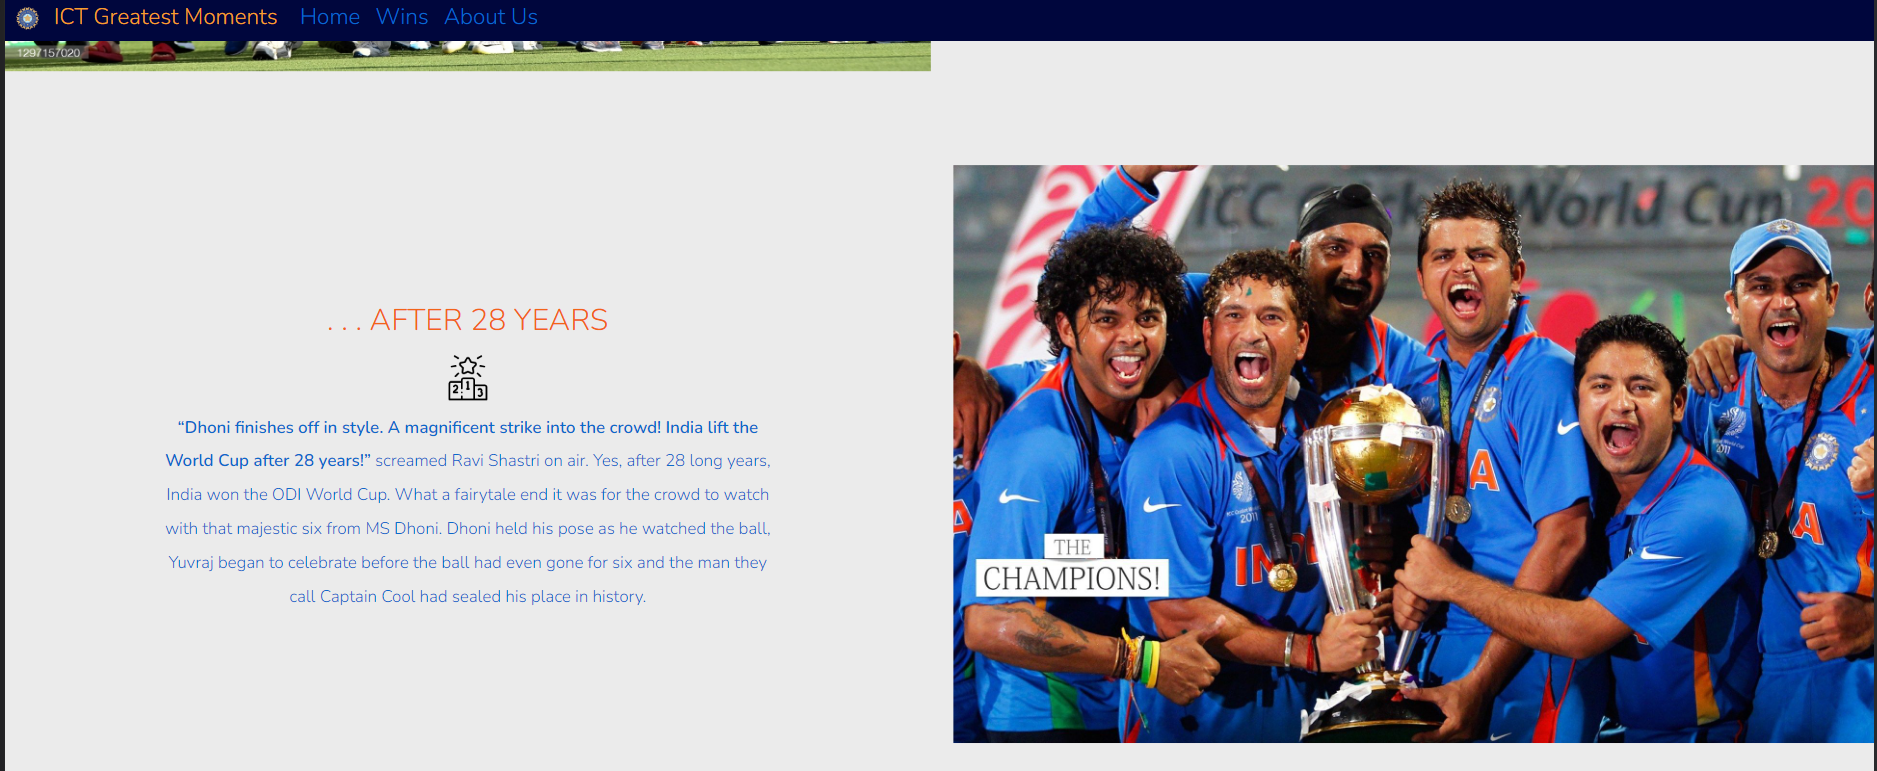 ICT Greatest Moments Home Wins About Us
1297157020
. . . AFTER 28 YEARS
2 1 3
“Dhoni finishes off in style. A magnificent strike into the crowd! India lift the
World Cup after 28 years!” screamed Ravi Shastri on air. Yes, after 28 long years,
India won the ODI World Cup. What a fairytale end it was for the crowd to watch
with that majestic six from MS Dhoni. Dhoni held his pose as he watched the ball,
Yuvraj began to celebrate before the ball had even gone for six and the man they
call Captain Cool had sealed his place in history.
ICC World Cup 20
2011
2011
THE
CHAMPIONS!